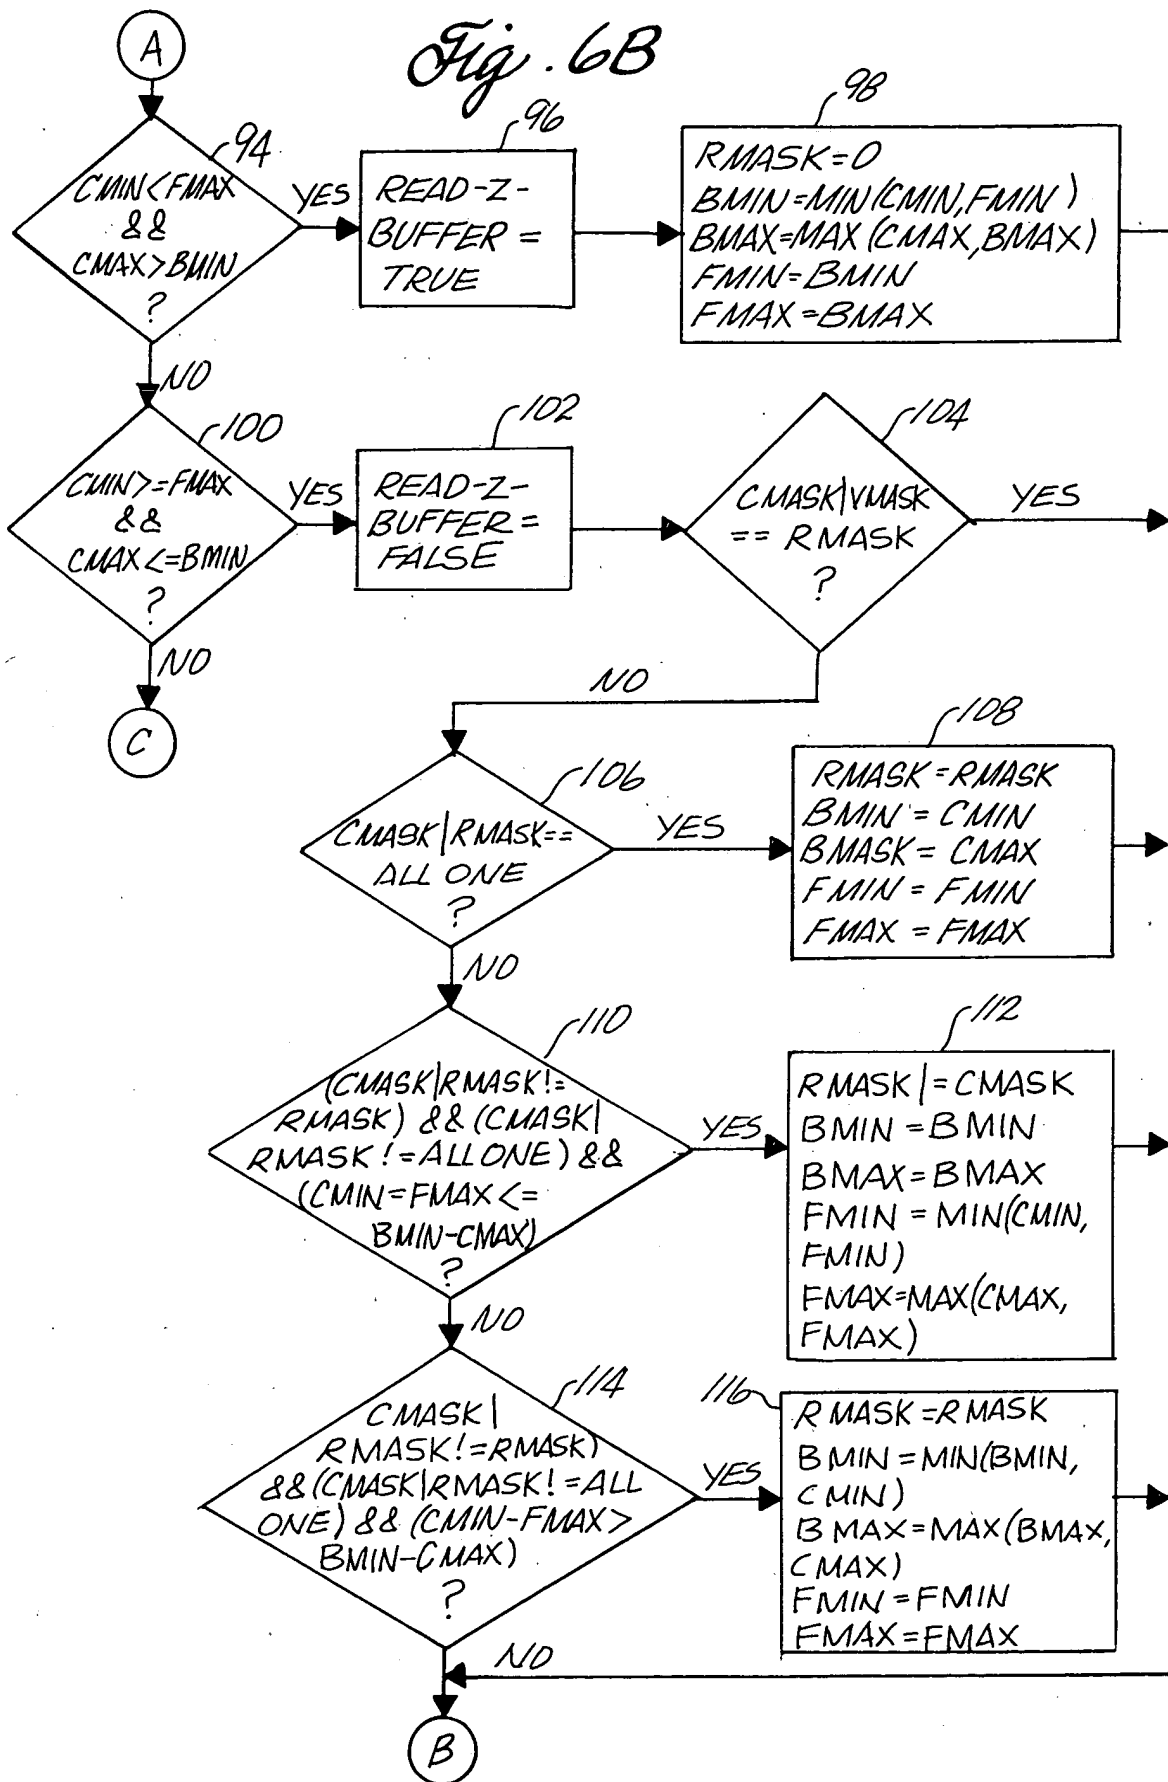 Fig. 6B
A
94
CMIN<FMAX
&&
CMAX>BMIN
?
YES
96
READ-Z-
BUFFER =
TRUE
98
RMASK=0
BMIN=MIN(CMIN,FMIN)
BMAX=MAX(CMAX,BMAX)
FMIN=BMIN
FMAX=BMAX
NO
100
CMIN>=FMAX
&&
CMAX<=BMIN
?
YES
102
READ-Z-
BUFFER=
FALSE
104
CMASK|VMASK
== RMASK
?
YES
NO
C
NO
106
CMASK|RMASK==
ALL ONE
?
YES
108
RMASK=RMASK
BMIN = CMIN
BMASK = CMAX
FMIN = FMIN
FMAX = FMAX
NO
110
(CMASK|RMASK!=
RMASK) && (CMASK|
RMASK!=ALL ONE) &&
(CMIN=FMAX<=
BMIN-CMAX)
?
YES
112
RMASK|=CMASK
BMIN=BMIN
BMAX=BMAX
FMIN=MIN(CMIN,
FMIN)
FMAX=MAX(CMAX,
FMAX)
NO
114
CMASK|
RMASK!=RMASK)
&&(CMASK|RMASK!=ALL
ONE) && (CMIN-FMAX>
BMIN-CMAX)
?
YES
116
RMASK=RMASK
BMIN=MIN(BMIN,
CMIN)
BMAX=MAX(BMAX,
CMAX)
FMIN=FMIN
FMAX=FMAX
NO
B